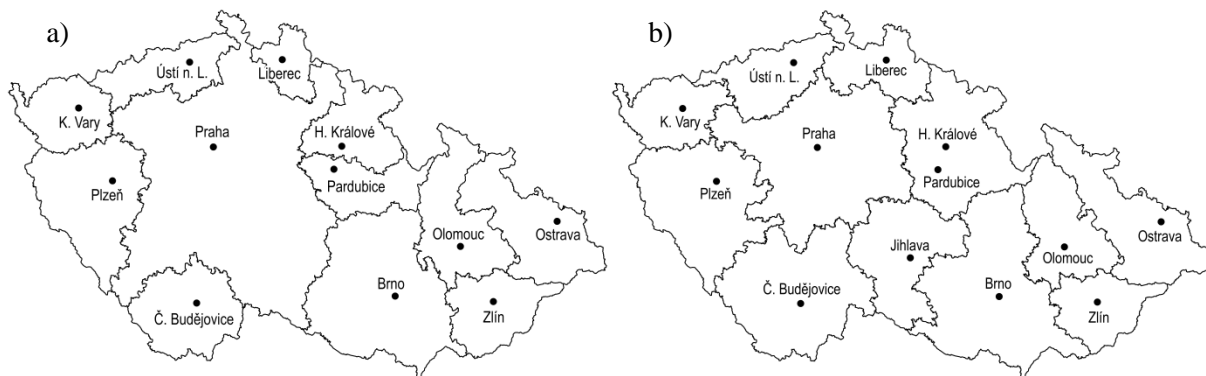 a)
Ústí n. L.
Liberec
K. Vary
Praha
H. Králové
Pardubice
Plzeň
Olomouc
Ostrava
Brno
Č. Budějovice
Zlín
b)
Ústí n. L.
Liberec
K. Vary
Praha
H. Králové
Pardubice
Plzeň
Jihlava
Olomouc
Ostrava
Č. Budějovice
Brno
Zlín